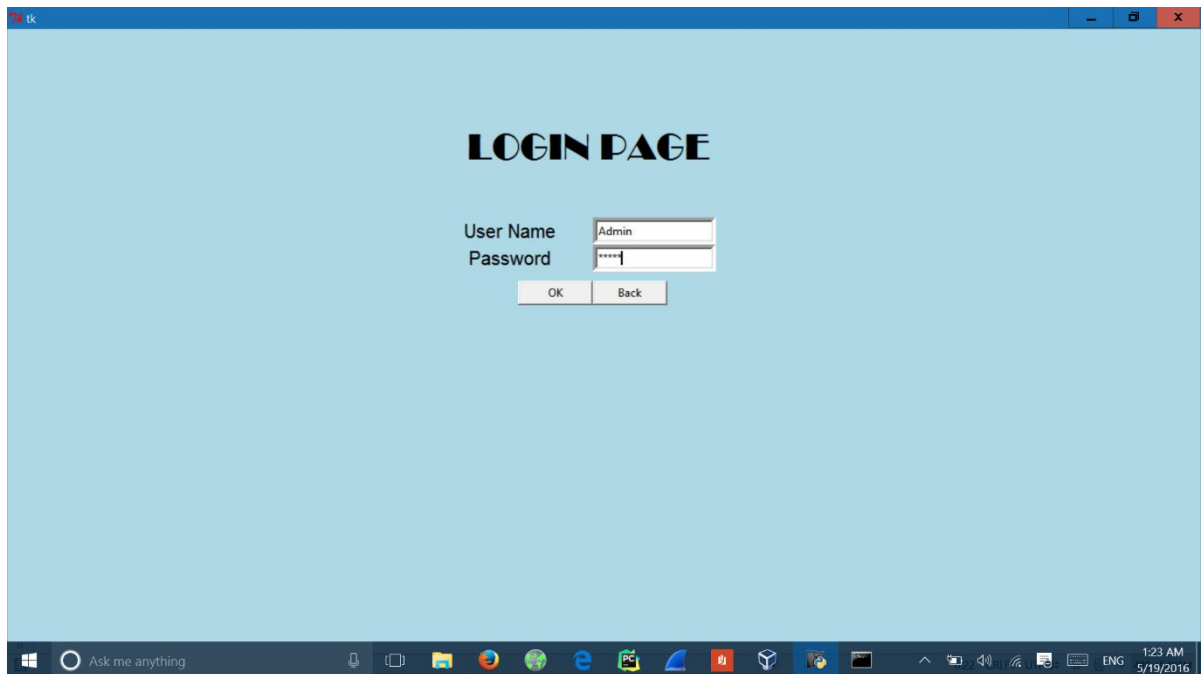 tk
LOGIN PAGE
User Name Admin
Password *****
OK Back
Ask me anything
ENG
1:23 AM
5/19/2016